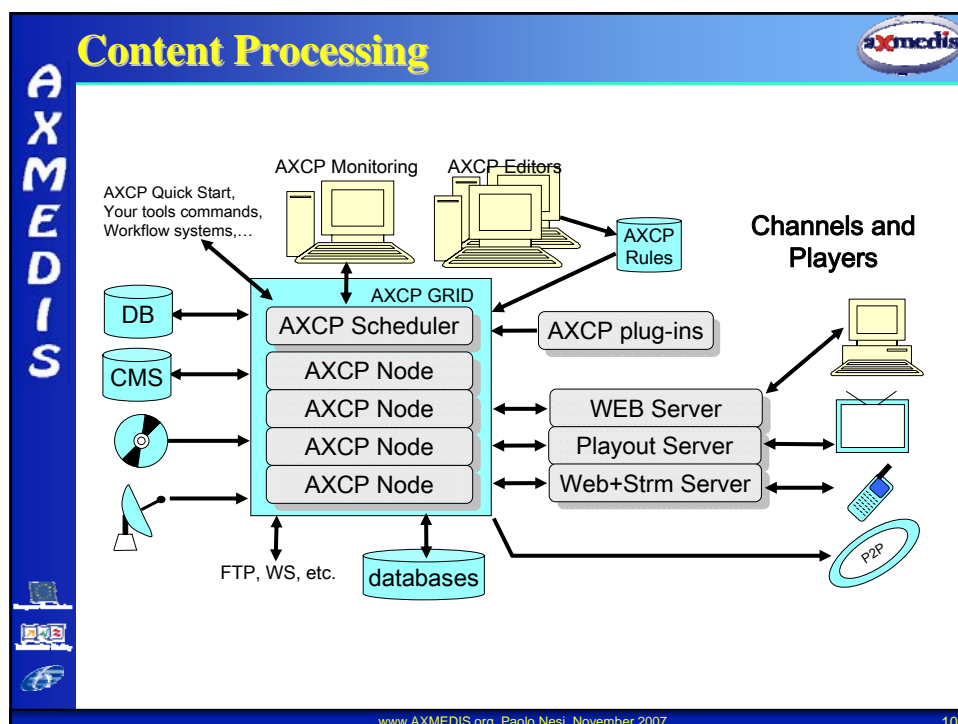 Content Processing
axmedis
AXMEDIS
AXCP Monitoring
AXCP Editors
AXCP Quick Start,
Your tools commands,
Workflow systems,...
AXCP
Rules
Channels and
Players
AXCP GRID
DB
AXCP Scheduler
AXCP plug-ins
CMS
AXCP Node
AXCP Node
WEB Server
AXCP Node
Playout Server
AXCP Node
Web+Strm Server
P2P
FTP, WS, etc.
databases
www.AXMEDIS.org, Paolo Nesi, November 2007
10